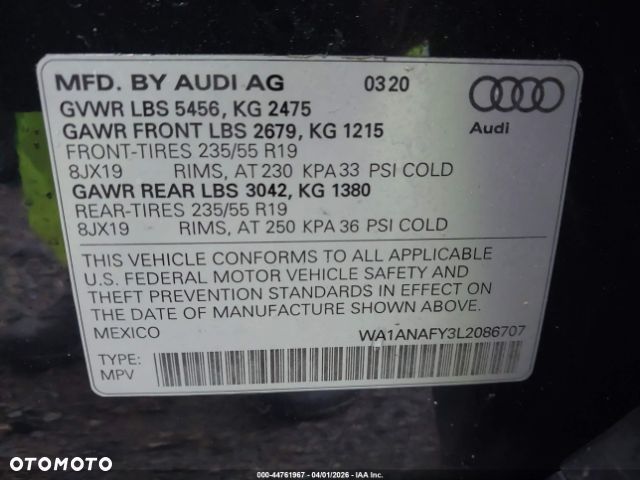 MFD. BY AUDI AG 03 20
GVWR LBS 5456, KG 2475
GAWR FRONT LBS 2679, KG 1215
FRONT-TIRES 235/55 R19
8JX19 RIMS, AT 230 KPA 33 PSI COLD
GAWR REAR LBS 3042, KG 1380
REAR-TIRES 235/55 R19
8JX19 RIMS, AT 250 KPA 36 PSI COLD
Audi
THIS VEHICLE CONFORMS TO ALL APPLICABLE
U.S. FEDERAL MOTOR VEHICLE SAFETY AND
THEFT PREVENTION STANDARDS IN EFFECT ON
THE DATE OF MANUFACTURE SHOWN ABOVE.
MEXICO WA1ANAFY3L2086707
TYPE:
MPV
OTOMOTO
000-44761967 - 04/01/2026 - IAA Inc.